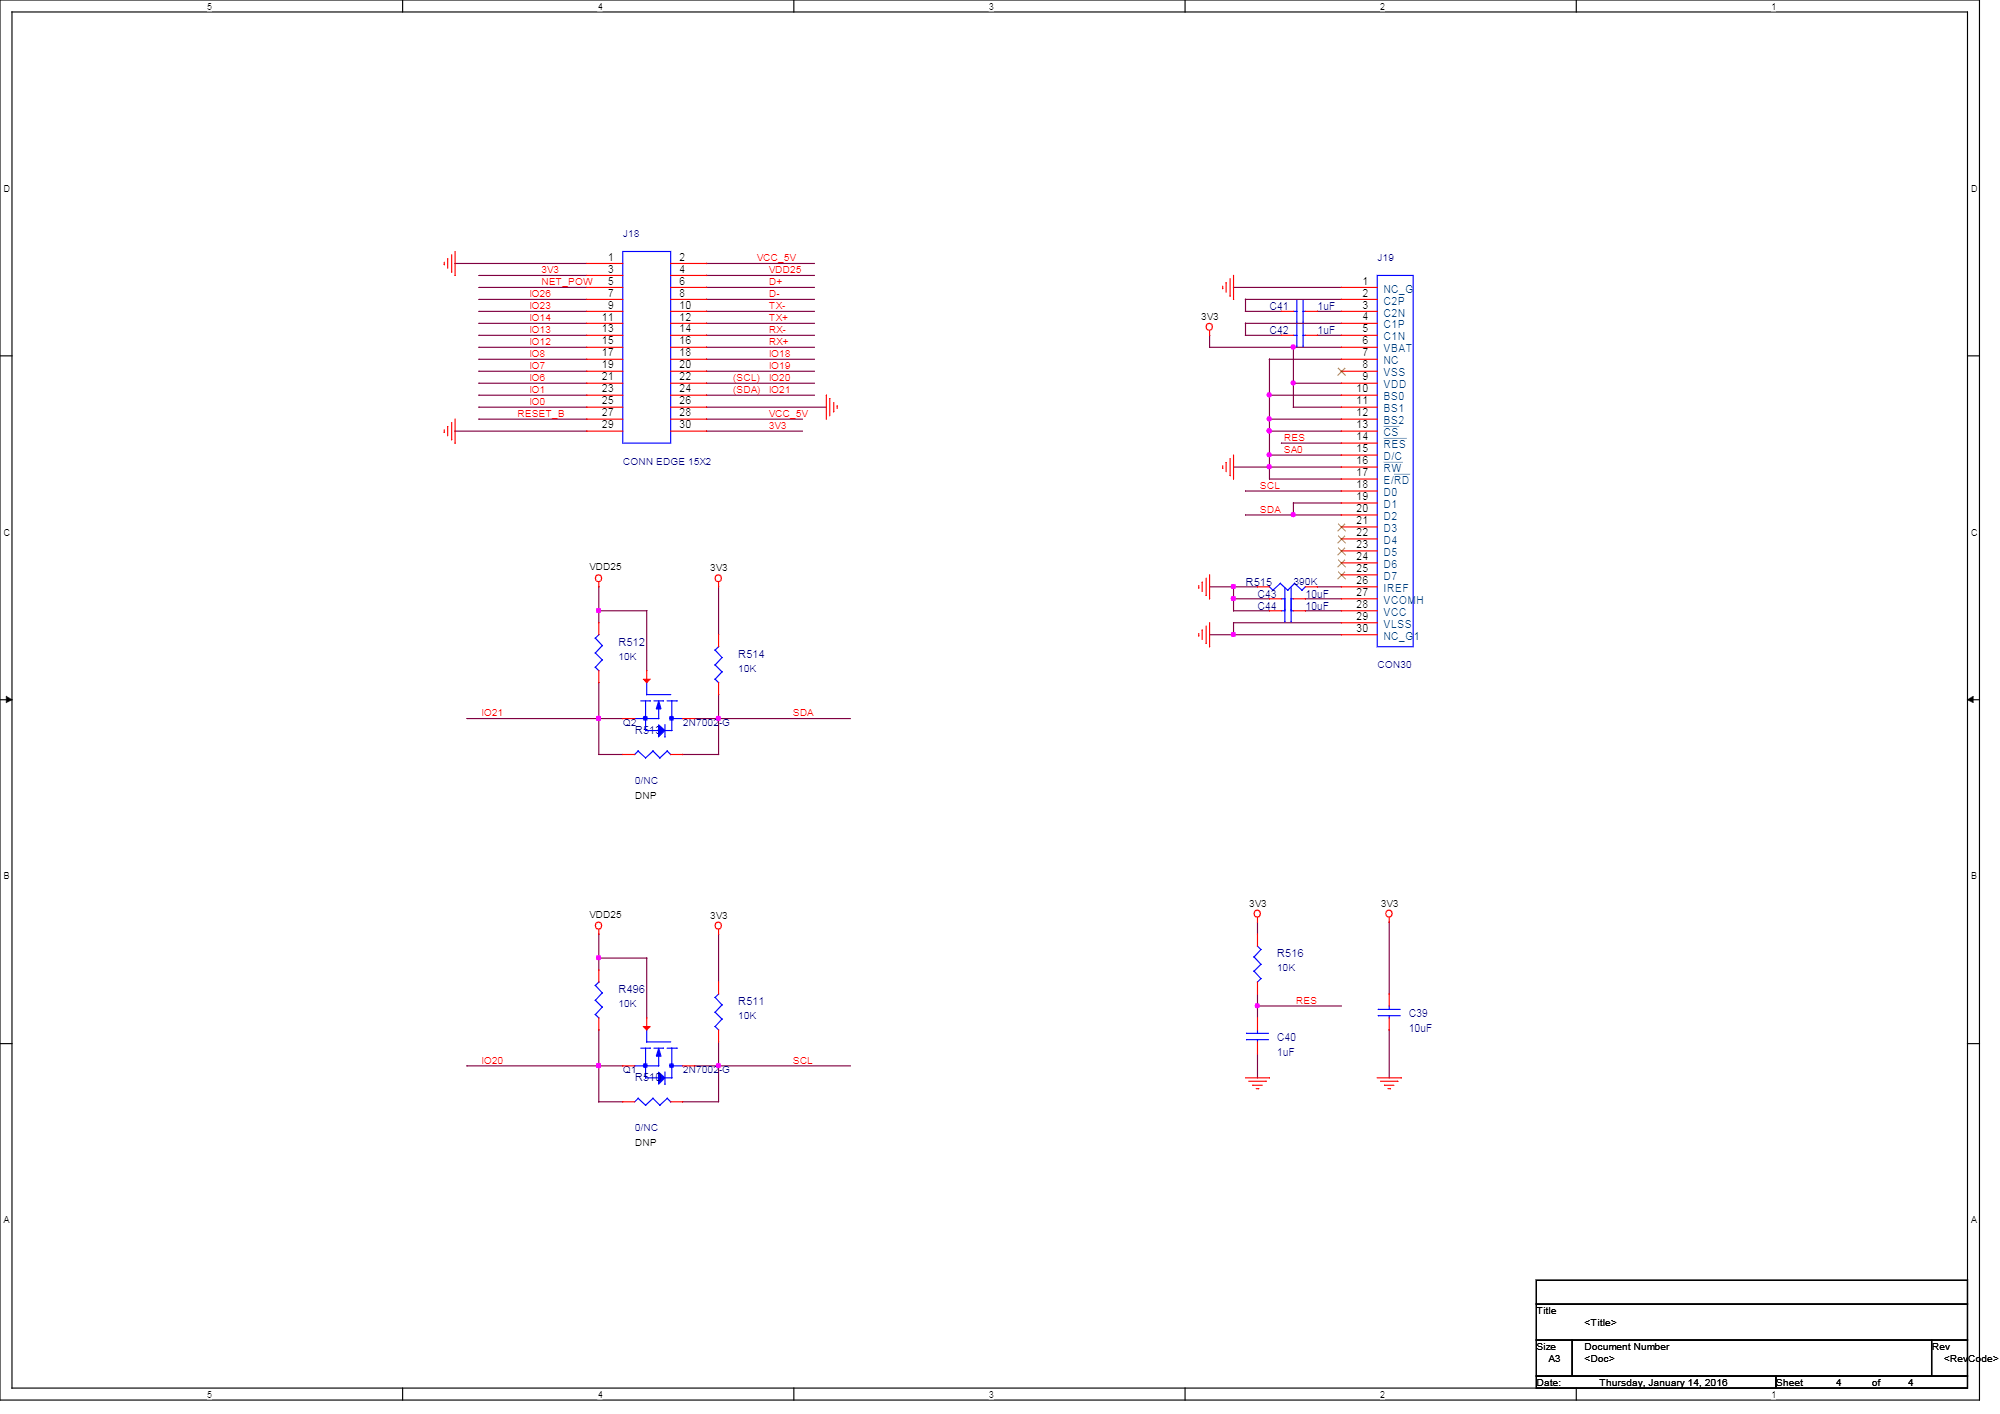 5 4 3 2 1
D D
J18
1 2 VCC_5V
3V3 3 4 VDD25
NET_POW 5 6 D+
IO26 7 8 D-
IO23 9 10 TX-
IO14 11 12 TX+
IO13 13 14 RX-
IO12 15 16 RX+
IO8 17 18 IO18
IO7 19 20 IO19
IO6 21 22 (SCL) IO20
IO1 23 24 (SDA) IO21
IO0 25 26
RESET_B 27 28 VCC_5V
29 30 3V3
CONN EDGE 15X2
J19
1 NC_G
2 C2P
C41 1uF 3 C2N
4 C1P
3V3
C42 1uF 5 C1N
6 VBAT
7 NC
8 VSS
9 VDD
10 BS0
11 BS1
12 BS2
13 CS
RES 14 RES
SA0 15 D/C
16 RW
17 E/RD
SCL 18 D0
19 D1
SDA 20 D2
21 D3
22 D4
23 D5
24 D6
25 D7
R515 390K 26 IREF
C43 10uF 27 VCOMH
C44 10uF 28 VCC
29 VLSS
30 NC_G1
CON30
C C
VDD25 3V3
R512
10K
R514
10K
IO21 SDA
Q2 2N7002-G
0/NC
DNP
B B
VDD25 3V3
R496
10K
R511
10K
IO20 SCL
Q1 2N7002-G
0/NC
DNP
3V3 3V3
R516
10K
RES
C39
10uF
C40
1uF
A A
Title
<Title>
Size Document Number Rev
A3 <Doc> <RevCode>
Date: Thursday, January 14, 2016 Sheet 4 of 4
5 4 3 2 1